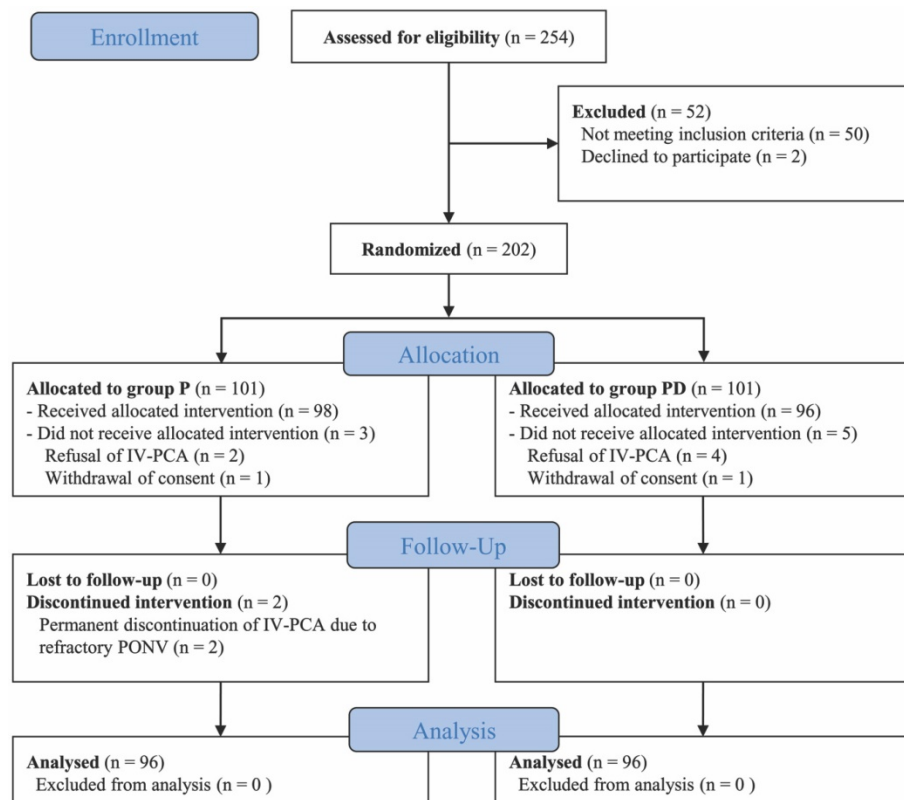 Enrollment
Assessed for eligibility (n = 254)
Excluded (n = 52)
Not meeting inclusion criteria (n = 50)
Declined to participate (n = 2)
Randomized (n = 202)
Allocation
Allocated to group P (n = 101)
- Received allocated intervention (n = 98)
- Did not receive allocated intervention (n = 3)
Refusal of IV-PCA (n = 2)
Withdrawal of consent (n = 1)
Allocated to group PD (n = 101)
- Received allocated intervention (n = 96)
- Did not receive allocated intervention (n = 5)
Refusal of IV-PCA (n = 4)
Withdrawal of consent (n = 1)
Follow-Up
Lost to follow-up (n = 0)
Discontinued intervention (n = 2)
Permanent discontinuation of IV-PCA due to
refractory PONV (n = 2)
Lost to follow-up (n = 0)
Discontinued intervention (n = 0)
Analysis
Analysed (n = 96)
Excluded from analysis (n = 0 )
Analysed (n = 96)
Excluded from analysis (n = 0 )